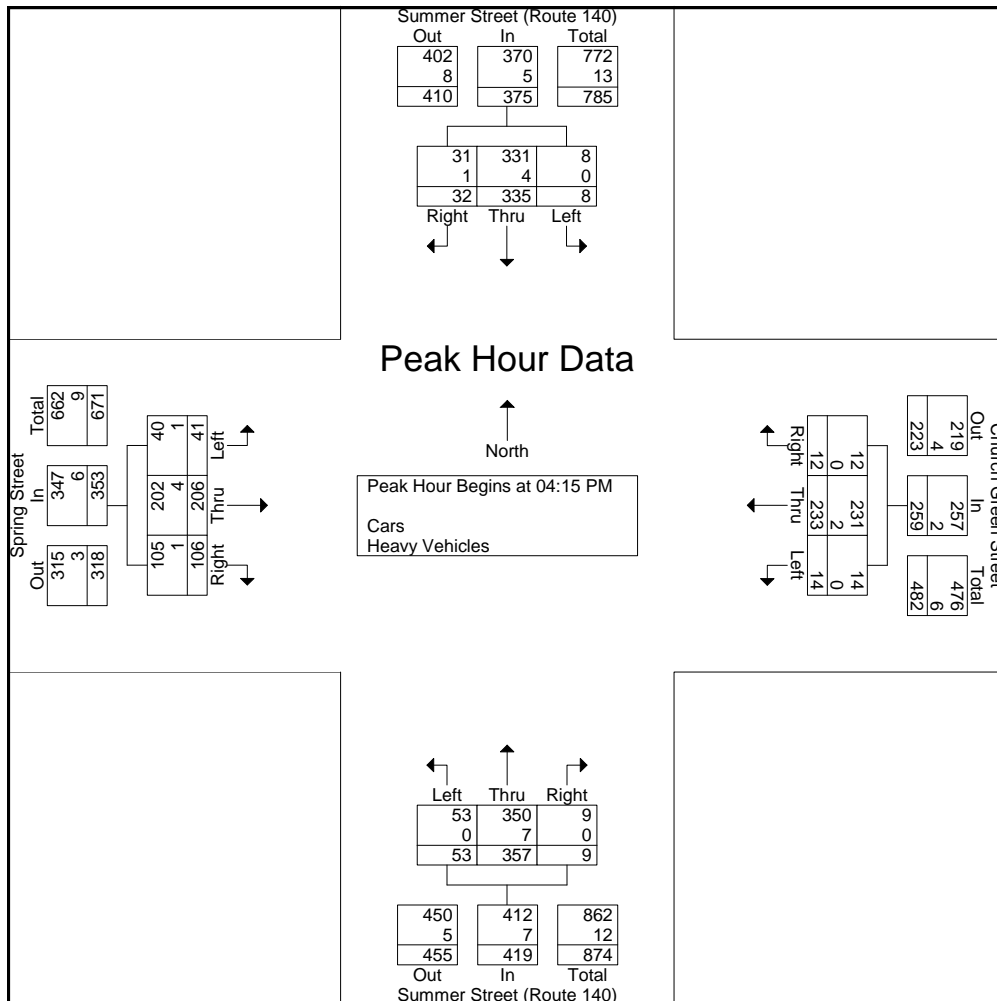 Summer Street (Route 140)
Out In Total
402 370 772
8 5 13
410 375 785
31 331 8
1 4 0
32 335 8
Right Thru Left
Peak Hour Data
North
Peak Hour Begins at 04:15 PM
Cars
Heavy Vehicles
Spring Street
Out In Total
315 347 662
3 6 9
318 353 671
105 202 40
1 4 1
106 206 41
Right Thru Left
Church Green Street
Out In Total
219 257 476
4 2 6
223 259 482
Right Thru Left
12 231 14
0 2 0
12 233 14
Left Thru Right
53 350 9
0 7 0
53 357 9
450 412 862
5 7 12
455 419 874
Out In Total
Summer Street (Route 140)